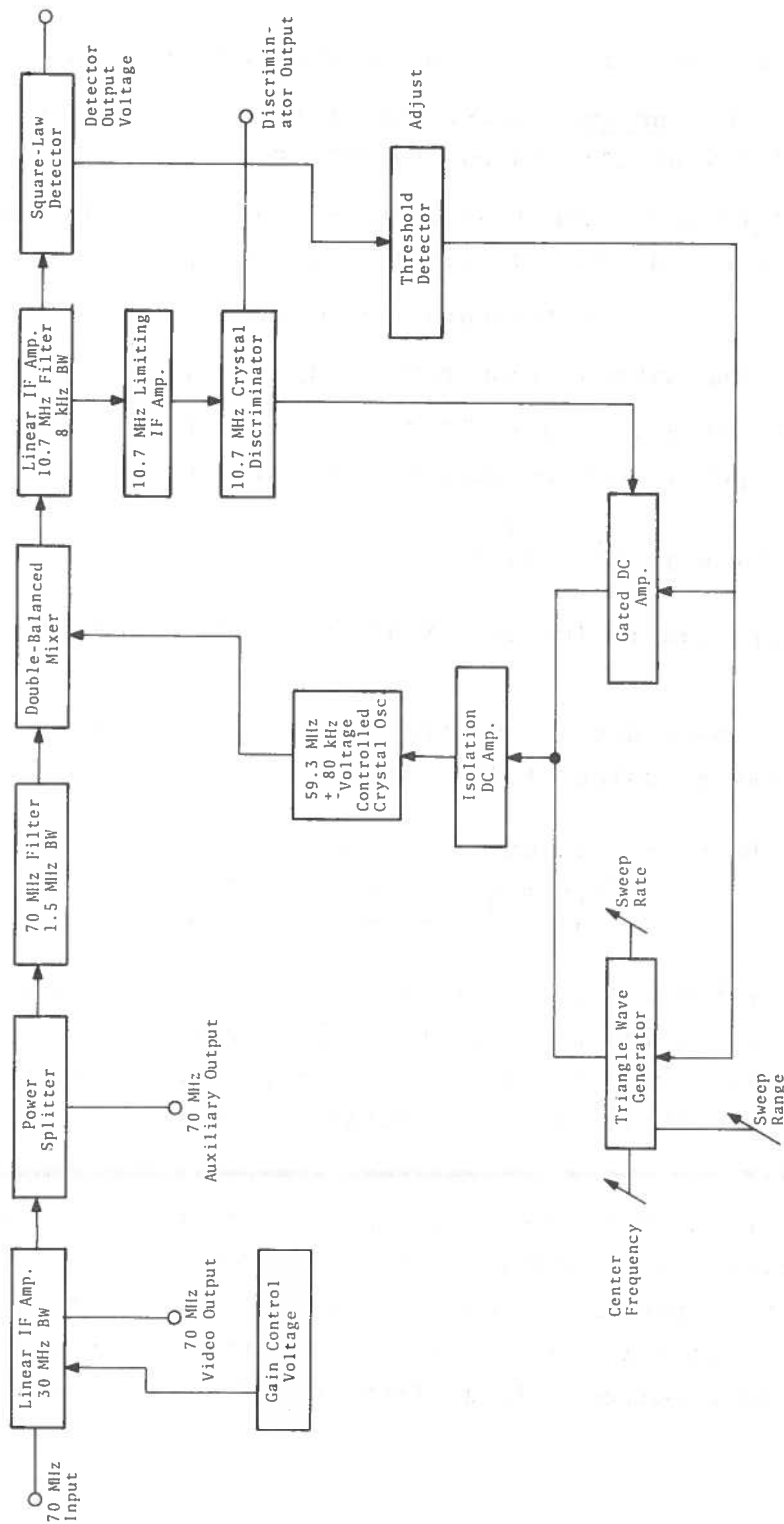 70 MHz
Input
Linear IF Amp.
30 MHz BW
70 MHz
Video Output
Gain Control
Voltage
Power
Splitter
70 MHz
Auxiliary Output
70 MHz Filter
1.5 MHz BW
Double-Balanced
Mixer
Linear IF Amp.
10.7 MHz Filter
8 kHz BW
Square-Law
Detector
Detector
Output
Voltage
10.7 MHz Limiting
IF Amp.
10.7 MHz Crystal
Discriminator
Discrimin-
ator Output
59.3 MHz
± 80 kHz
Voltage
Controlled
Crystal Osc
Isolation
DC Amp.
Gated DC
Amp.
Threshold
Detector
Adjust
Triangle Wave
Generator
Center
Frequency
Sweep
Rate
Sweep
Range